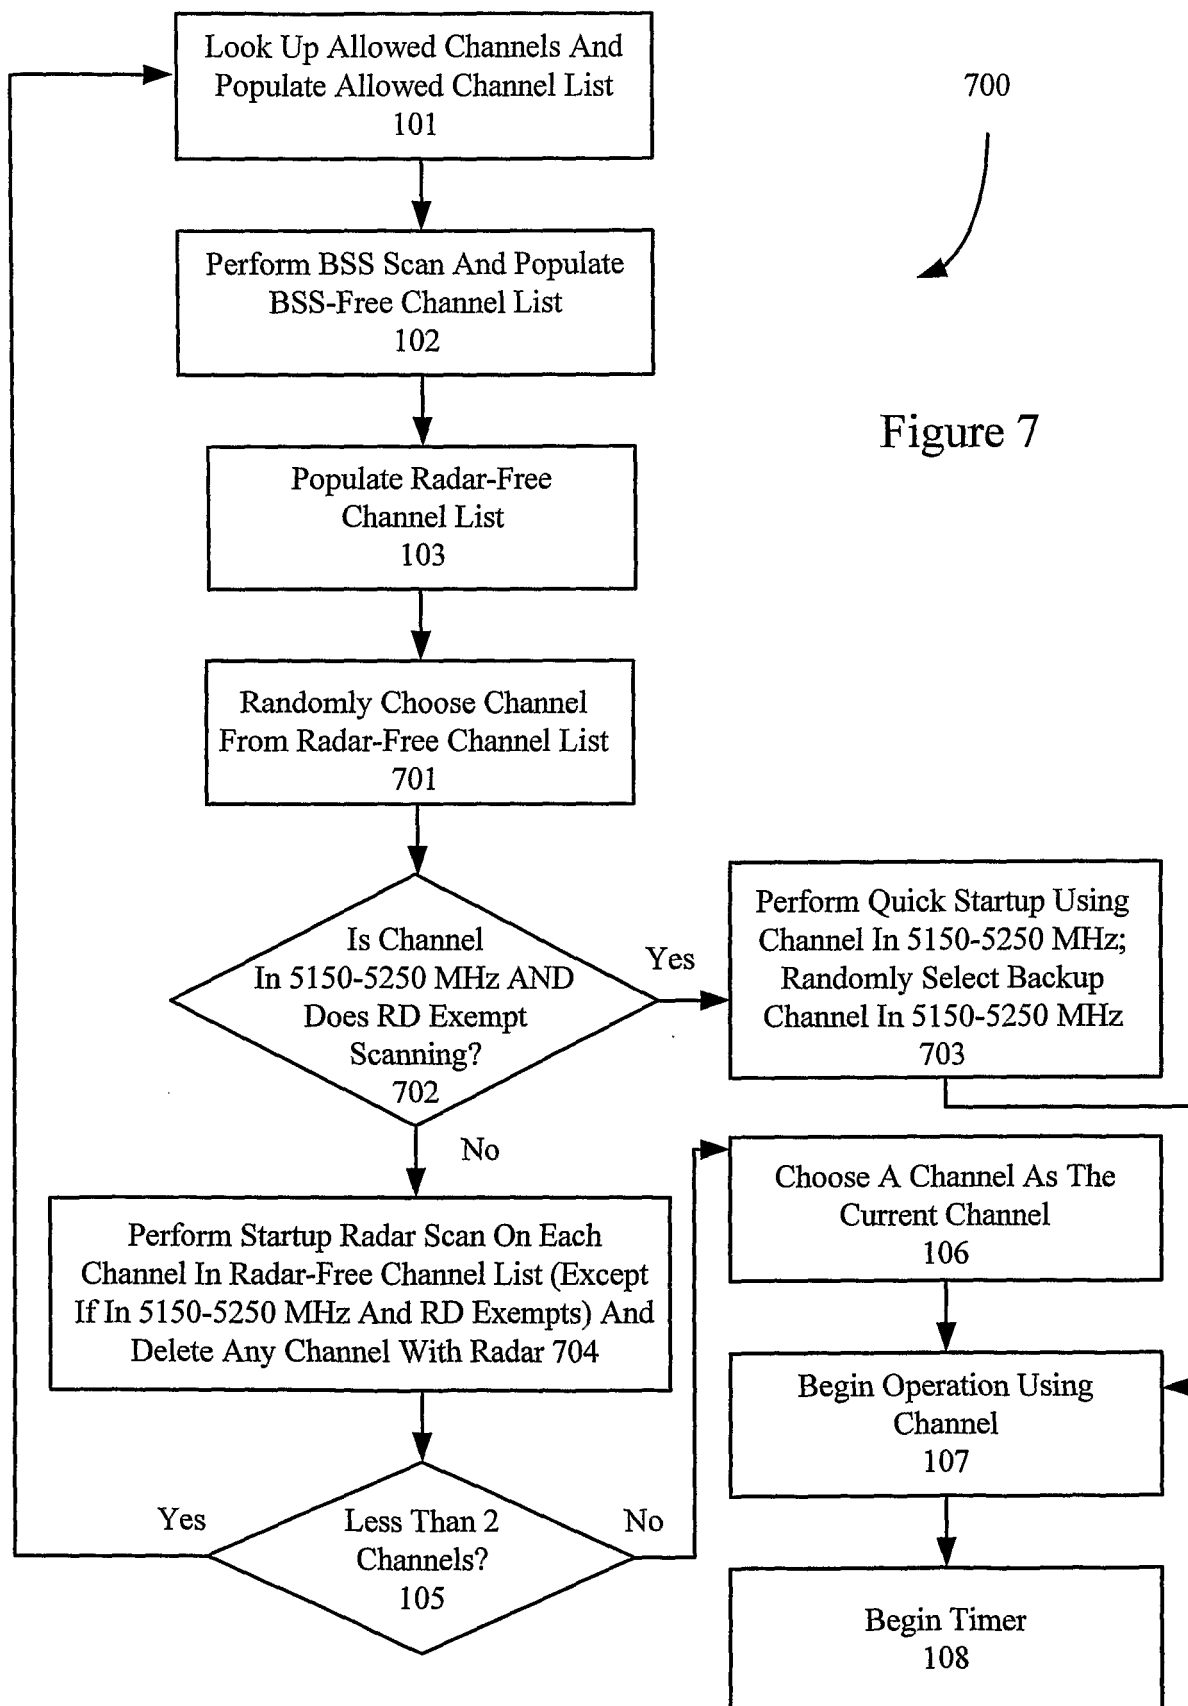 Look Up Allowed Channels And
Populate Allowed Channel List
101
700
Perform BSS Scan And Populate
BSS-Free Channel List
102
Figure 7
Populate Radar-Free
Channel List
103
Randomly Choose Channel
From Radar-Free Channel List
701
Is Channel
In 5150-5250 MHz AND
Does RD Exempt
Scanning?
702
Yes
Perform Quick Startup Using
Channel In 5150-5250 MHz;
Randomly Select Backup
Channel In 5150-5250 MHz
703
No
Perform Startup Radar Scan On Each
Channel In Radar-Free Channel List (Except
If In 5150-5250 MHz And RD Exempts) And
Delete Any Channel With Radar 704
Choose A Channel As The
Current Channel
106
Less Than 2
Channels?
105
Yes
No
Begin Operation Using
Channel
107
Begin Timer
108